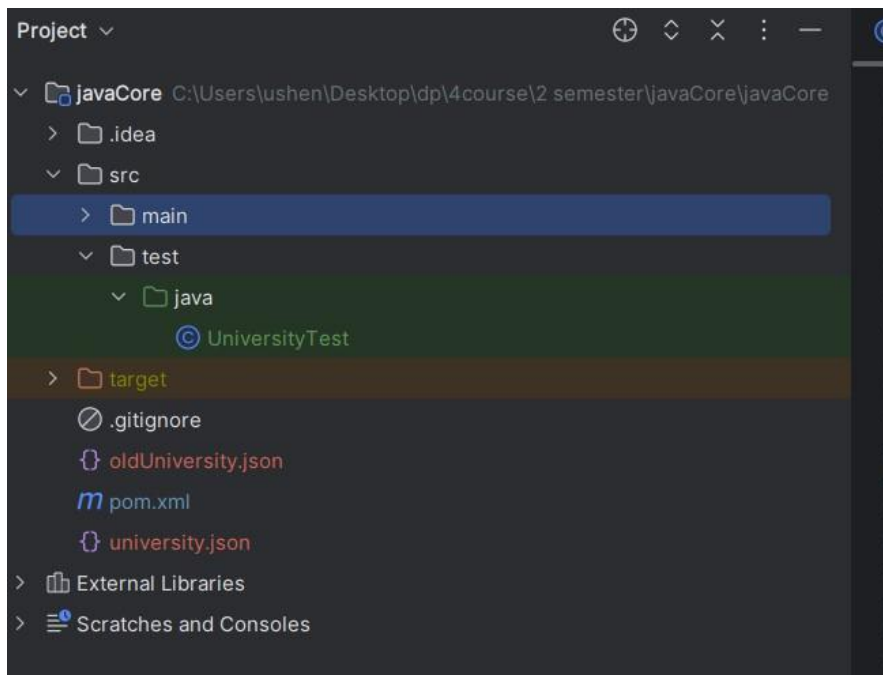 Project
javaCore C:\Users\ushen\Desktop\dp\4course\2 semester\javaCore\javaCore
.idea
src
main
test
java
UniversityTest
target
.gitignore
oldUniversity.json
pom.xml
university.json
External Libraries
Scratches and Consoles